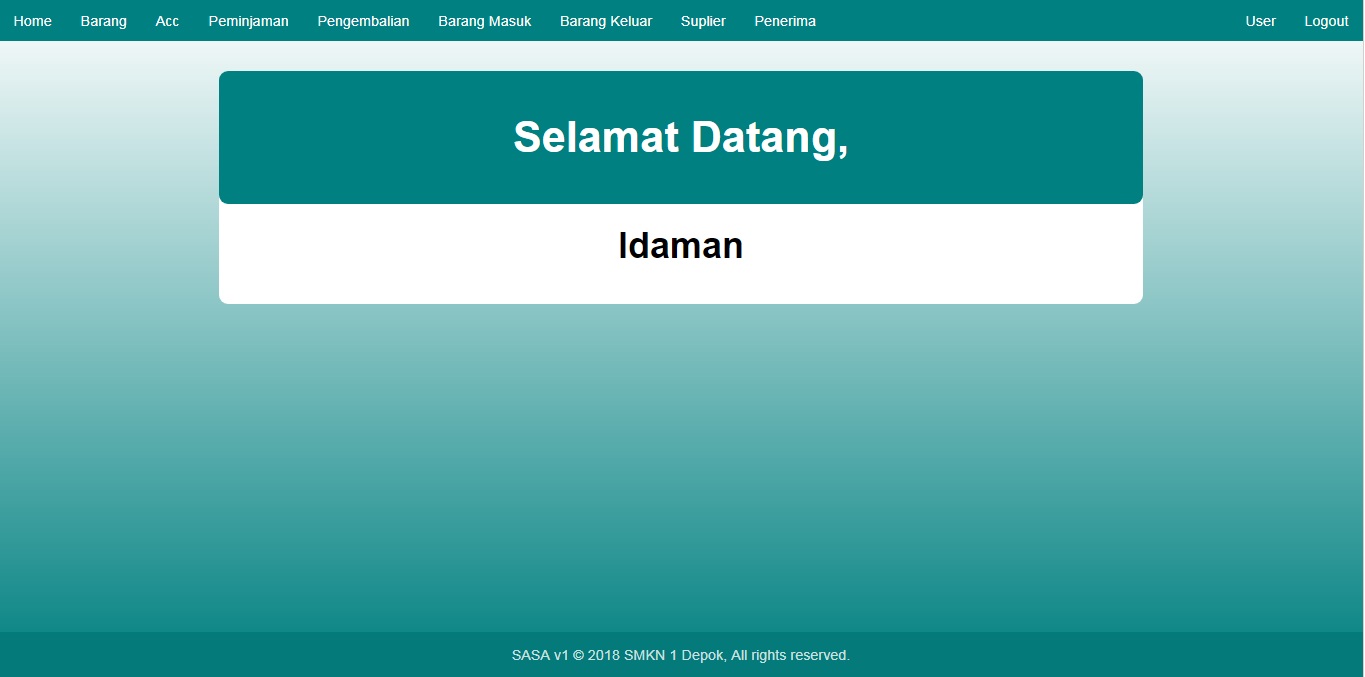 Home Barang Acc Peminjaman Pengembalian Barang Masuk Barang Keluar Suplier Penerima User Logout
Selamat Datang,
Idaman
SASA v1 © 2018 SMKN 1 Depok, All rights reserved.